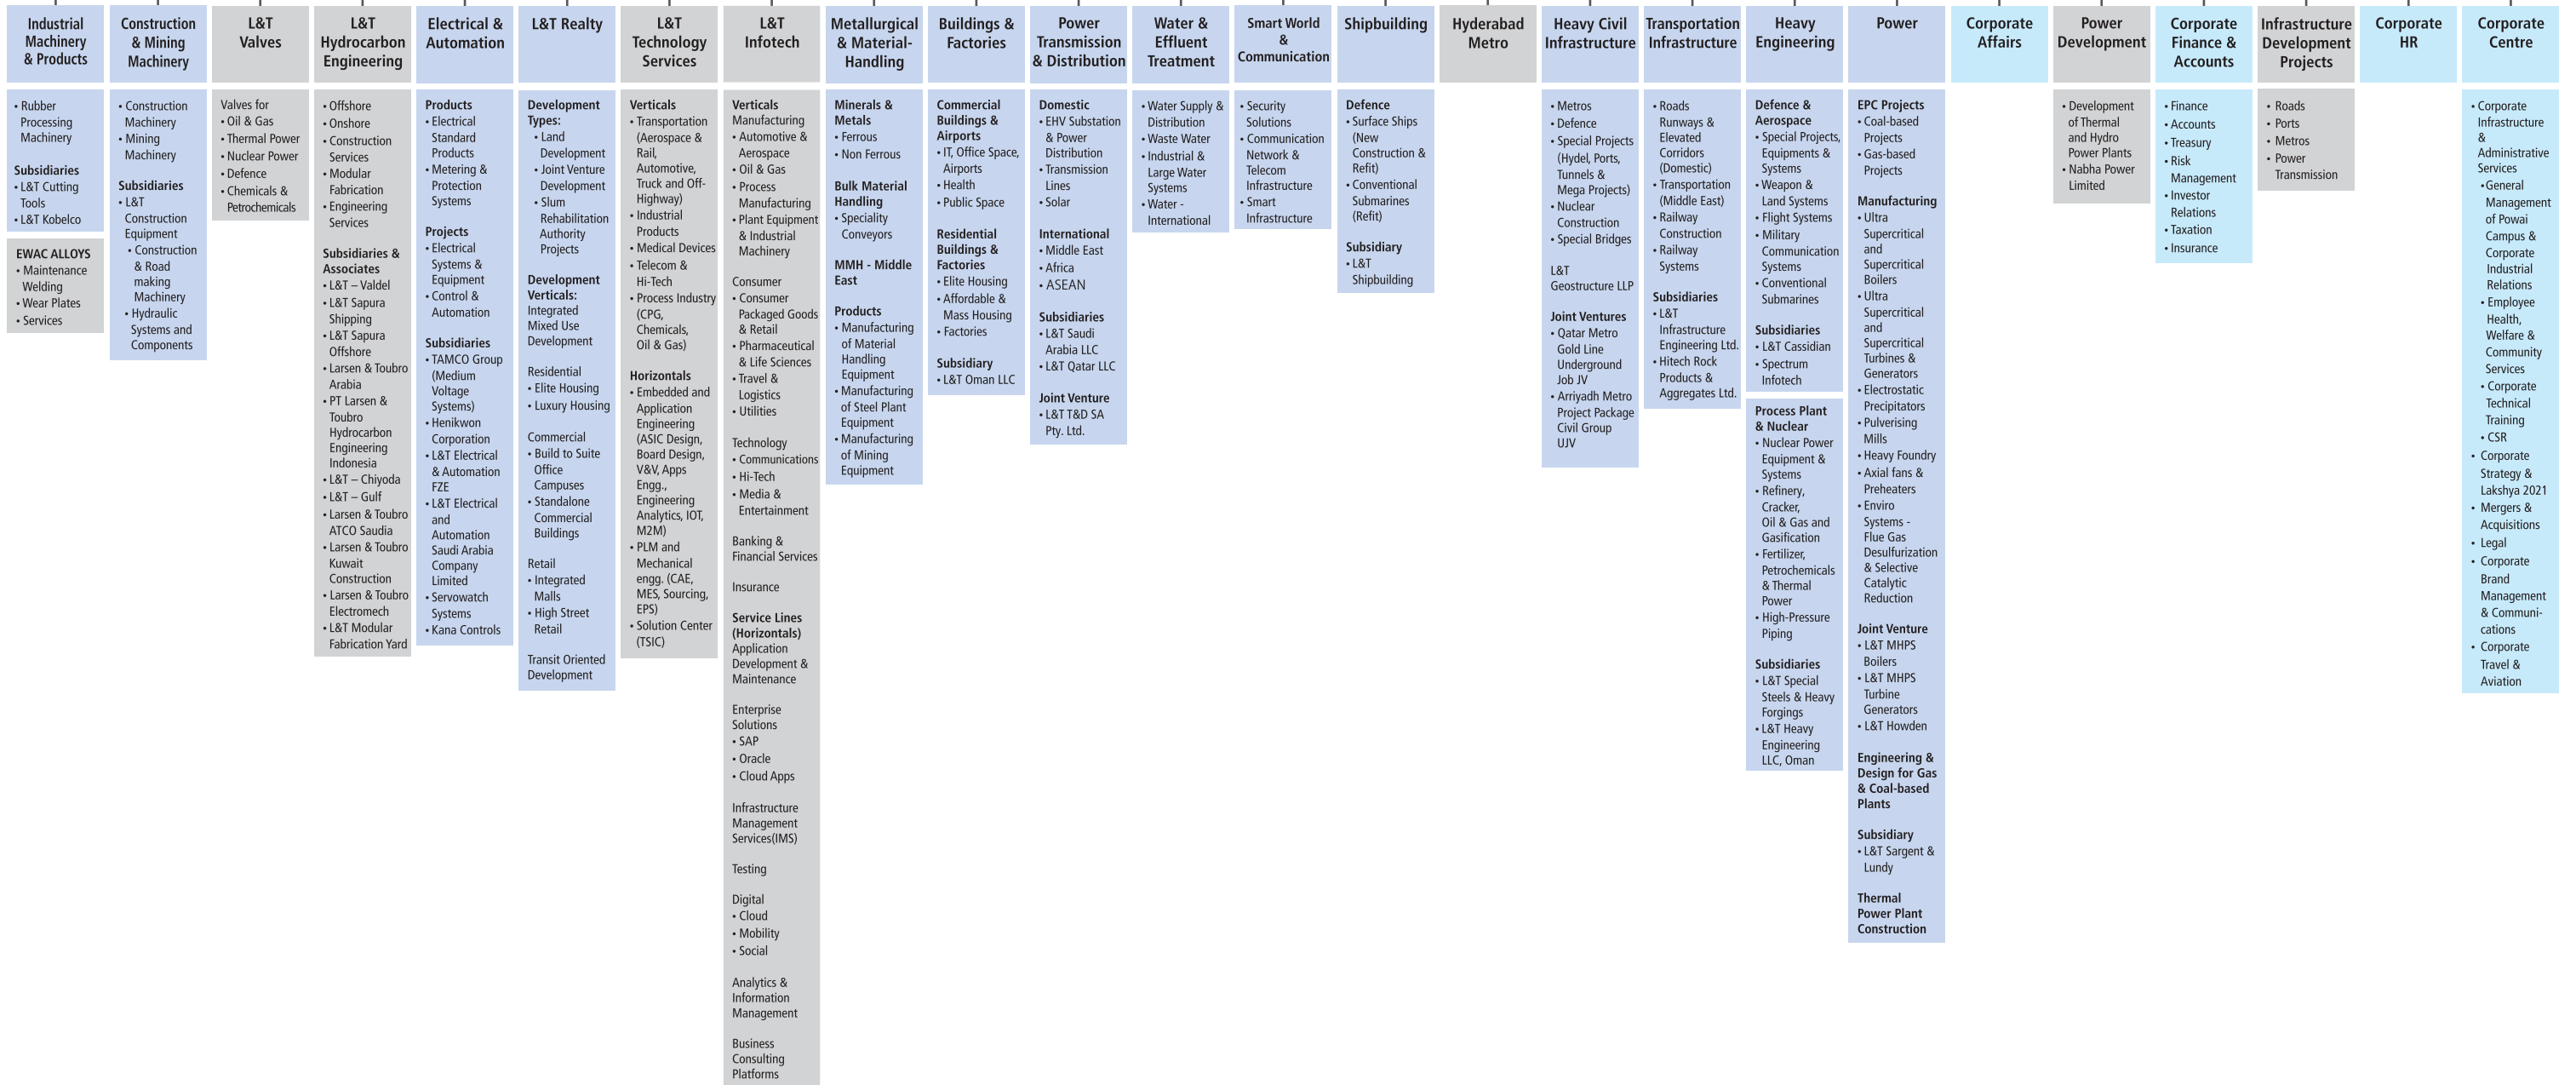 Industrial
Machinery
& Products
• Rubber
Processing
Machinery
Subsidiaries
• L&T Cutting
Tools
• L&T Kobelco
EWAC ALLOYS
• Maintenance
Welding
• Wear Plates
• Services
Construction
& Mining
Machinery
• Construction
Machinery
• Mining
Machinery
Subsidiaries
• L&T
Construction
Equipment
• Construction
& Road
making
Machinery
• Hydraulic
Systems and
Components
L&T
Valves
Valves for
• Oil & Gas
• Thermal Power
• Nuclear Power
• Defence
• Chemicals &
Petrochemicals
L&T
Hydrocarbon
Engineering
• Offshore
• Onshore
• Construction
Services
• Modular
Fabrication
• Engineering
Services
Subsidiaries &
Associates
• L&T – Valdel
• L&T Sapura
Shipping
• L&T Sapura
Offshore
• Larsen & Toubro
Arabia
• PT Larsen &
Toubro
Hydrocarbon
Engineering
Indonesia
• L&T – Chiyoda
• L&T – Gulf
• Larsen & Toubro
ATCO Saudia
• Larsen & Toubro
Kuwait
Construction
• Larsen & Toubro
Electromech
• L&T Modular
Fabrication Yard
Electrical &
Automation
Products
• Electrical
Standard
Products
• Metering &
Protection
Systems
Projects
• Electrical
Systems &
Equipment
• Control &
Automation
Subsidiaries
• TAMCO Group
(Medium
Voltage
Systems)
• Henikwon
Corporation
• L&T Electrical
& Automation
FZE
• L&T Electrical
and
Automation
Saudi Arabia
Company
Limited
• Servowatch
Systems
• Kana Controls
L&T Realty
Development
Types:
• Land
Development
• Joint Venture
Development
• Slum
Rehabilitation
Authority
Projects
Development
Verticals:
Integrated
Mixed Use
Development
Residential
• Elite Housing
• Luxury Housing
Commercial
• Build to Suite
Office
Campuses
• Standalone
Commercial
Buildings
Retail
• Integrated
Malls
• High Street
Retail
Transit Oriented
Development
L&T
Technology
Services
Verticals
• Transportation
(Aerospace &
Rail,
Automotive,
Truck and Off-
Highway)
• Industrial
Products
• Medical Devices
• Telecom &
Hi-Tech
• Process Industry
(CPG,
Chemicals,
Oil & Gas)
Horizontals
• Embedded and
Application
Engineering
(ASIC Design,
Board Design,
V&V, Apps
Engg.,
Engineering
Analytics, IOT,
M2M)
• PLM and
Mechanical
engg. (CAE,
MES, Sourcing,
EPS)
• Solution Center
(TSIC)
L&T
Infotech
Verticals
Manufacturing
• Automotive &
Aerospace
• Oil & Gas
• Process
Manufacturing
• Plant Equipment
& Industrial
Machinery
Consumer
• Consumer
Packaged Goods
& Retail
• Pharmaceutical
& Life Sciences
• Travel &
Logistics
• Utilities
Technology
• Communications
• Hi-Tech
• Media &
Entertainment
Banking &
Financial Services
Insurance
Service Lines
(Horizontals)
Application
Development &
Maintenance
Enterprise
Solutions
• SAP
• Oracle
• Cloud Apps
Infrastructure
Management
Services(IMS)
Testing
Digital
• Cloud
• Mobility
• Social
Analytics &
Information
Management
Business
Consulting
Platforms
Metallurgical
& Material-
Handling
Minerals &
Metals
• Ferrous
• Non Ferrous
Bulk Material
Handling
• Speciality
Conveyors
MMH - Middle
East
Products
• Manufacturing
of Material
Handling
Equipment
• Manufacturing
of Steel Plant
Equipment
• Manufacturing
of Mining
Equipment
Buildings &
Factories
Commercial
Buildings &
Airports
• IT, Office Space,
Airports
• Health
• Public Space
Residential
Buildings &
Factories
• Elite Housing
• Affordable &
Mass Housing
• Factories
Subsidiary
• L&T Oman LLC
Power
Transmission
& Distribution
Domestic
• EHV Substation
& Power
Distribution
• Transmission
Lines
• Solar
International
• Middle East
• Africa
• ASEAN
Subsidiaries
• L&T Saudi
Arabia LLC
• L&T Qatar LLC
Joint Venture
• L&T T&D SA
Pty. Ltd.
Water &
Effluent
Treatment
• Water Supply &
Distribution
• Waste Water
• Industrial &
Large Water
Systems
• Water -
International
Smart World
&
Communication
• Security
Solutions
• Communication
Network &
Telecom
Infrastructure
• Smart
Infrastructure
Shipbuilding
Defence
• Surface Ships
(New
Construction &
Refit)
• Conventional
Submarines
(Refit)
Subsidiary
• L&T
Shipbuilding
Hyderabad
Metro
Heavy Civil
Infrastructure
• Metros
• Defence
• Special Projects
(Hydel, Ports,
Tunnels &
Mega Projects)
• Nuclear
Construction
• Special Bridges
L&T
Geostructure LLP
Joint Ventures
• Qatar Metro
Gold Line
Underground
Job JV
• Arriyadh Metro
Project Package
Civil Group
UJV
Transportation
Infrastructure
• Roads
Runways &
Elevated
Corridors
(Domestic)
• Transportation
(Middle East)
• Railway
Construction
• Railway
Systems
Subsidiaries
• L&T
Infrastructure
Engineering Ltd.
• Hitech Rock
Products &
Aggregates Ltd.
Heavy
Engineering
Defence &
Aerospace
• Special Projects,
Equipments &
Systems
• Weapon &
Land Systems
• Flight Systems
• Military
Communication
Systems
• Conventional
Submarines
Subsidiaries
• L&T Cassidian
• Spectrum
Infotech
Process Plant
& Nuclear
• Nuclear Power
Equipment &
Systems
• Refinery,
Cracker,
Oil & Gas and
Gasification
• Fertilizer,
Petrochemicals
& Thermal
Power
• High-Pressure
Piping
Subsidiaries
• L&T Special
Steels & Heavy
Forgings
• L&T Heavy
Engineering
LLC, Oman
Power
EPC Projects
• Coal-based
Projects
• Gas-based
Projects
Manufacturing
• Ultra
Supercritical
and
Supercritical
Boilers
• Ultra
Supercritical
and
Supercritical
Turbines &
Generators
• Electrostatic
Precipitators
• Pulverising
Mills
• Heavy Foundry
• Axial fans &
Preheaters
• Enviro
Systems -
Flue Gas
Desulfurization
& Selective
Catalytic
Reduction
Joint Venture
• L&T MHPS
Boilers
• L&T MHPS
Turbine
Generators
• L&T Howden
Engineering &
Design for Gas
& Coal-based
Plants
Subsidiary
• L&T Sargent &
Lundy
Thermal
Power Plant
Construction
Corporate
Affairs
Power
Development
• Development
of Thermal
and Hydro
Power Plants
• Nabha Power
Limited
Corporate
Finance &
Accounts
• Finance
• Accounts
• Treasury
• Risk
Management
• Investor
Relations
• Taxation
• Insurance
Infrastructure
Development
Projects
• Roads
• Ports
• Metros
• Power
Transmission
Corporate
HR
Corporate
Centre
• Corporate
Infrastructure
&
Administrative
Services
• General
Management
of Powai
Campus &
Corporate
Industrial
Relations
• Employee
Health,
Welfare &
Community
Services
• Corporate
Technical
Training
• CSR
• Corporate
Strategy &
Lakshya 2021
• Mergers &
Acquisitions
• Legal
• Corporate
Brand
Management
& Communi-
cations
• Corporate
Travel &
Aviation